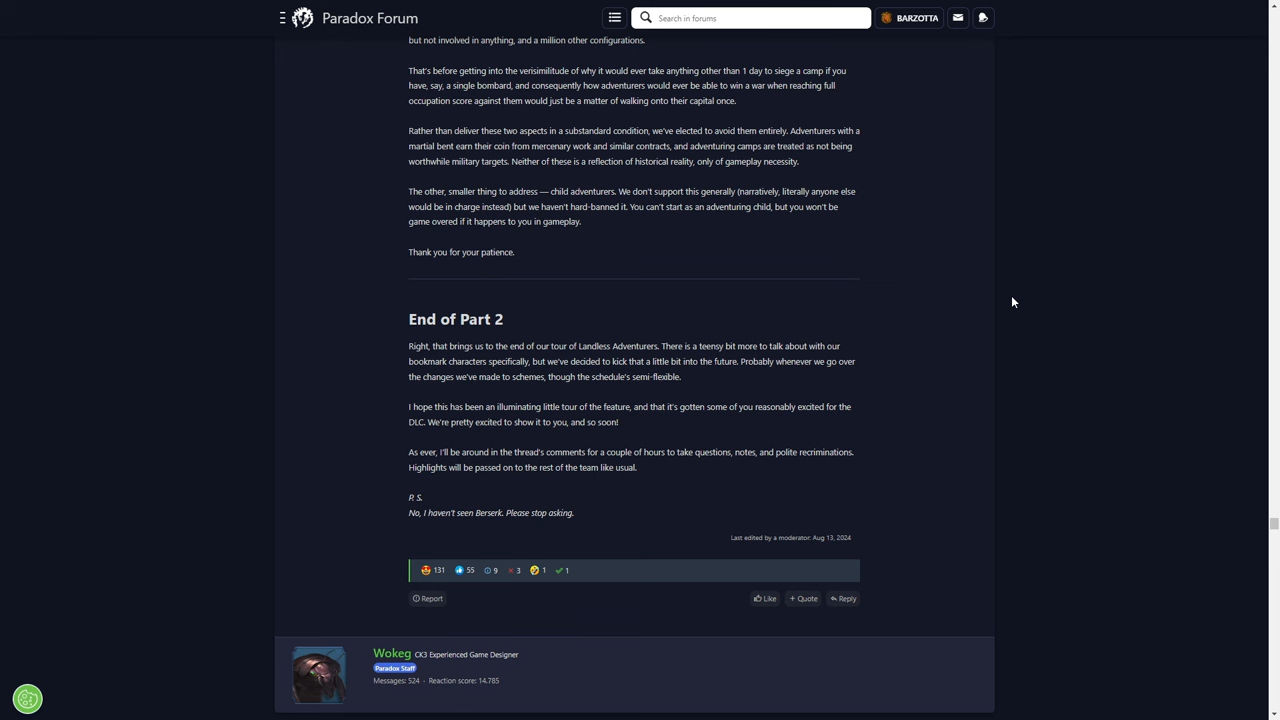 Paradox Forum
Search in forums
BARZOTTA
but not involved in anything, and a million other configurations.
That's before getting into the verisimilitude of why it would ever take anything other than 1 day to siege a camp if you
have, say, a single bombard, and consequently how adventurers would ever be able to win a war when reaching full
occupation score against them would just be a matter of walking onto their capital once.
Rather than deliver these two aspects in a substandard condition, we've elected to avoid them entirely. Adventurers with a
martial bent earn their coin from mercenary work and similar contracts, and adventuring camps are treated as not being
worthwhile military targets. Neither of these is a reflection of historical reality, only of gameplay necessity.
The other, smaller thing to address — child adventurers. We don't support this generally (narratively, literally anyone else
would be in charge instead) but we haven't hard-banned it. You can't start as an adventuring child, but you won't be
game overed if it happens to you in gameplay.
Thank you for your patience.
End of Part 2
Right, that brings us to the end of our tour of Landless Adventurers. There is a teensy bit more to talk about with our
bookmark characters specifically, but we've decided to kick that a little bit into the future. Probably whenever we go over
the changes we've made to schemes, though the schedule's semi-flexible.
I hope this has been an illuminating little tour of the feature, and that it's gotten some of you reasonably excited for the
DLC. We're pretty excited to show it to you, and so soon!
As ever, I'll be around in the thread's comments for a couple of hours to take questions, notes, and polite recriminations.
Highlights will be passed on to the rest of the team like usual.
P. S.
No, I haven't seen Berserk. Please stop asking.
Last edited by a moderator: Aug 13, 2024
131 55 9 3 1 1
Report Like + Quote Reply
Wokeg CK3 Experienced Game Designer
Paradox Staff
Messages: 524 · Reaction score: 14.785